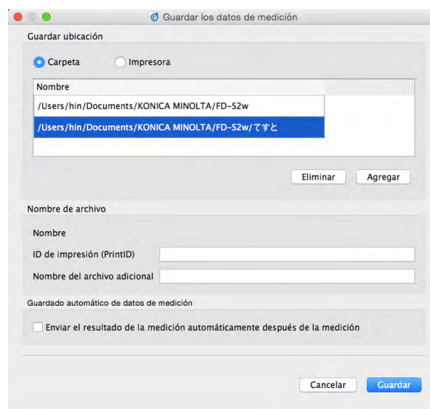 Guardar los datos de medición
Guardar ubicación
Carpeta Impresora
Nombre
/Users/hin/Documents/KONICA MINOLTA/FD-S2w
/Users/hin/Documents/KONICA MINOLTA/FD-S2w/てすと
Eliminar Agregar
Nombre de archivo
Nombre
ID de impresión (PrintID)
Nombre del archivo adicional
Guardado automático de datos de medición
Enviar el resultado de la medición automáticamente después de la medición
Cancelar Guardar